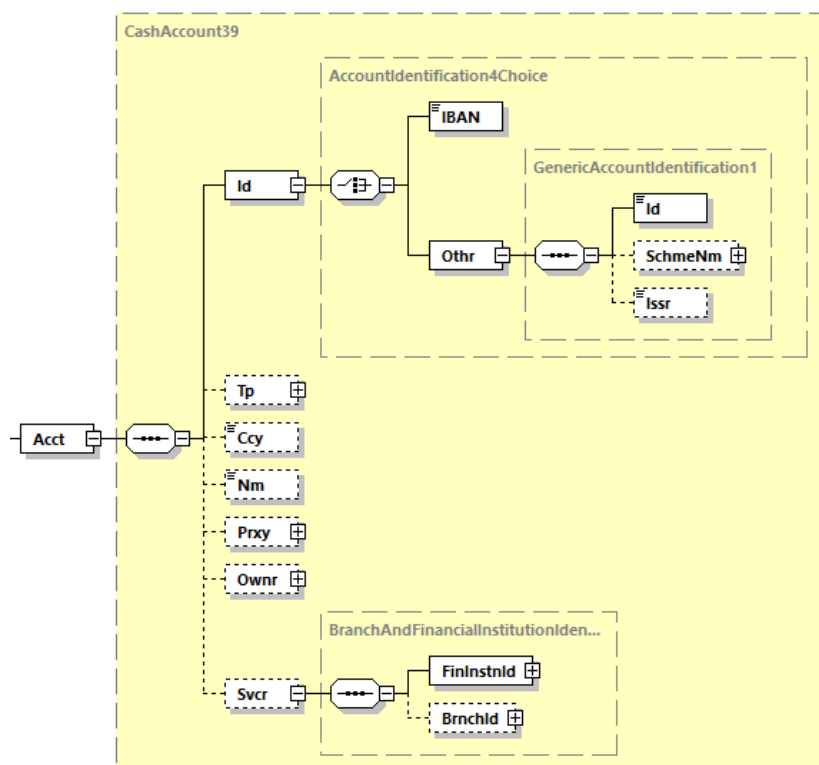 CashAccount39
AccountIdentification4Choice
IBAN
GenericAccountIdentification1
Id
Id
Othr
SchmeNm
Issr
Tp
Acct
Ccy
Nm
Prxy
Ownr
BranchAndFinancialInstitutionIden...
FinInstnId
Svcr
BrnchId